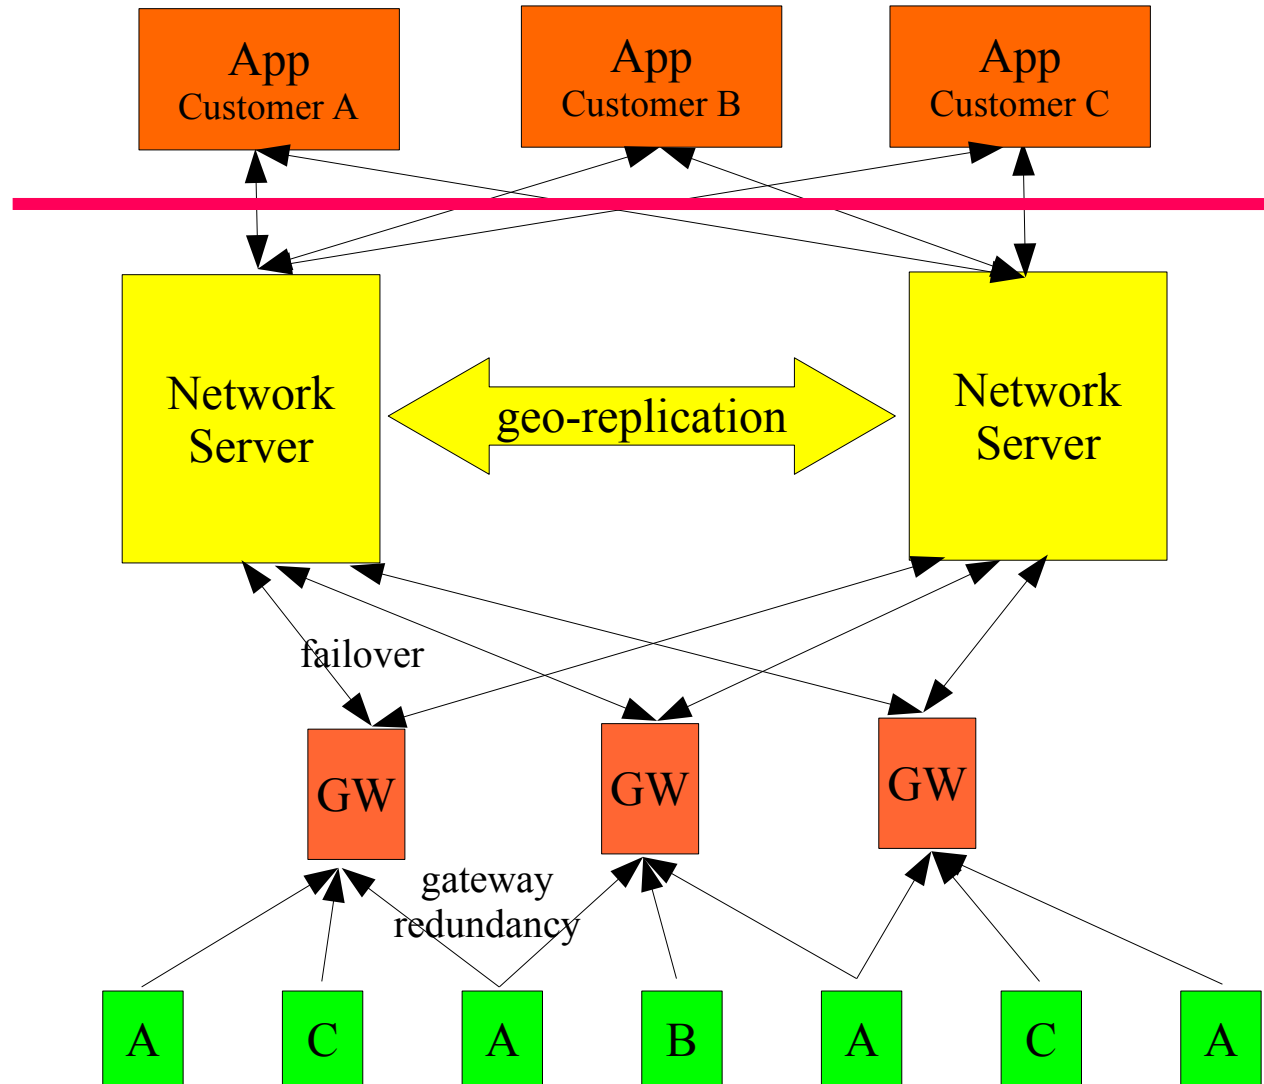 App
Customer A
App
Customer B
App
Customer C
Network
Server
geo-replication
Network
Server
failover
GW
GW
GW
gateway
redundancy
A
C
A
B
A
C
A